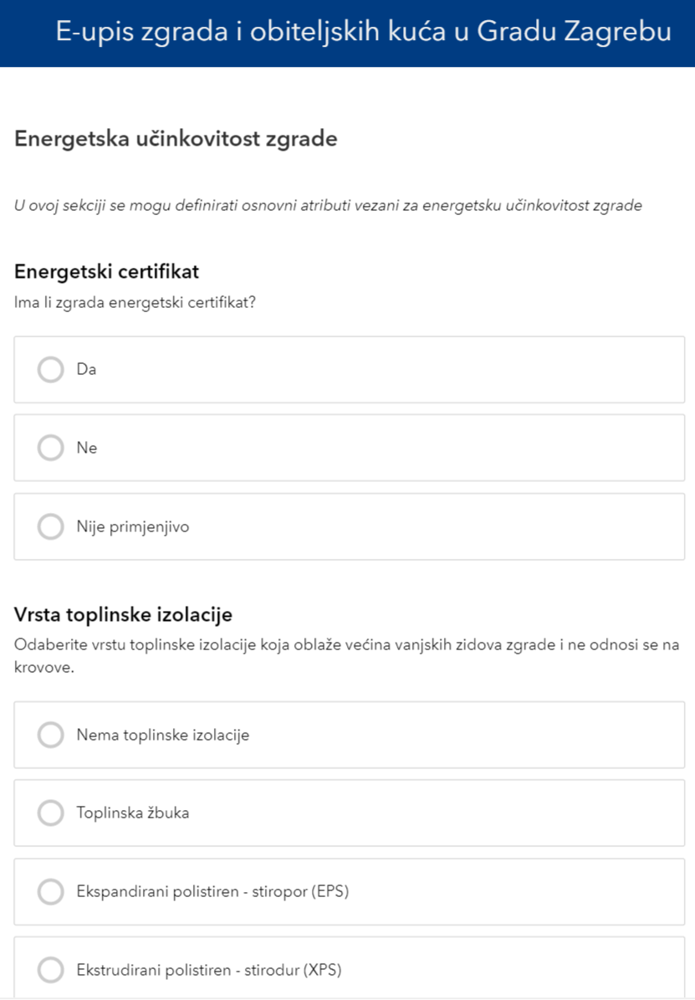 E-upis zgrada i obiteljskih kuća u Gradu Zagrebu
Energetska učinkovitost zgrade
U ovoj sekciji se mogu definirati osnovni atributi vezani za energetsku učinkovitost zgrade
Energetski certifikat
Ima li zgrada energetski certifikat?
Da
Ne
Nije primjenjivo
Vrsta toplinske izolacije
Odaberite vrstu toplinske izolacije koja oblaže većina vanjskih zidova zgrade i ne odnosi se na
krovove.
Nema toplinske izolacije
Toplinska žbuka
Ekspandirani polistiren - stiropor (EPS)
Ekstrudirani polistiren - stirodur (XPS)